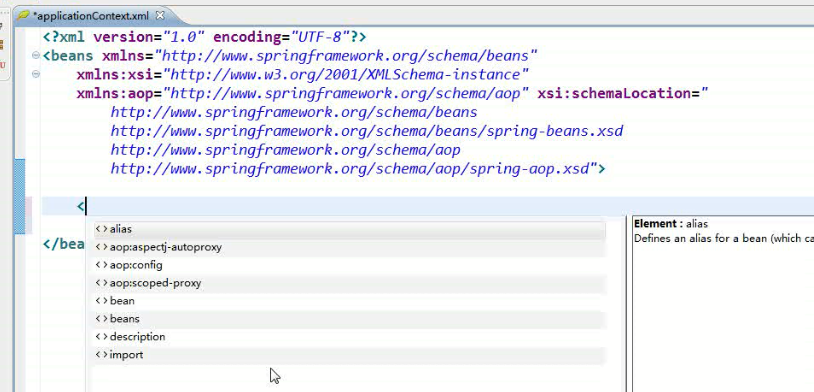 *applicationContext.xml
<?xml version="1.0" encoding="UTF-8"?>
<beans xmlns="http://www.springframework.org/schema/beans"
xmlns:xsi="http://www.w3.org/2001/XMLSchema-instance"
xmlns:aop="http://www.springframework.org/schema/aop" xsi:schemaLocation="
http://www.springframework.org/schema/beans
http://www.springframework.org/schema/beans/spring-beans.xsd
http://www.springframework.org/schema/aop
http://www.springframework.org/schema/aop/spring-aop.xsd">
<
</bea
<> alias
<> aop:aspectj-autoproxy
<> aop:config
<> aop:scoped-proxy
<> bean
<> beans
<> description
<> import
Element : alias
Defines an alias for a bean (which ca